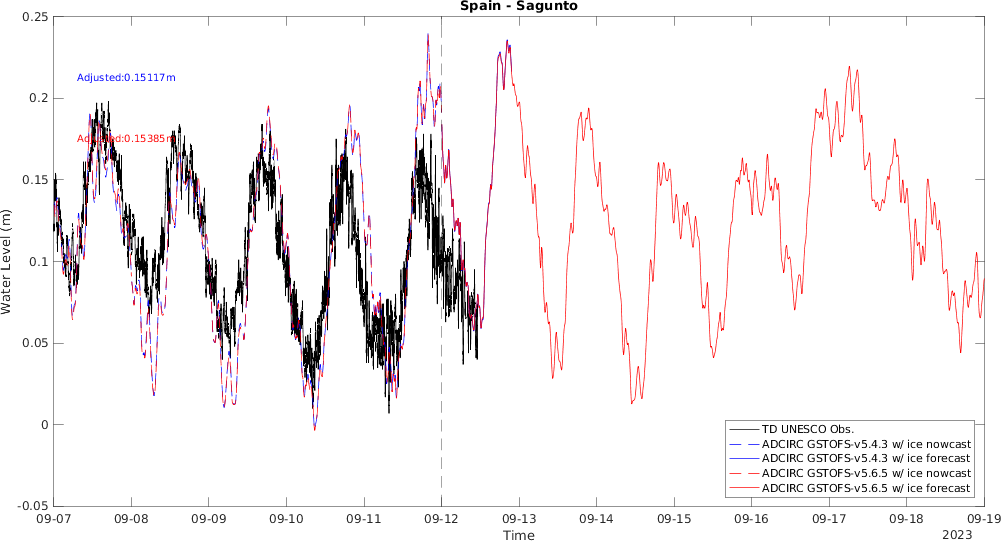 Spain - Sagunto
0.25
0.2
0.15
0.1
0.05
0
-0.05
Water Level (m)
Adjusted:0.15117m
Adjusted:0.15385m
TD UNESCO Obs.
ADCIRC GSTOFS-v5.4.3 w/ ice nowcast
ADCIRC GSTOFS-v5.4.3 w/ ice forecast
ADCIRC GSTOFS-v5.6.5 w/ ice nowcast
ADCIRC GSTOFS-v5.6.5 w/ ice forecast
09-07 09-08 09-09 09-10 09-11 09-12 09-13 09-14 09-15 09-16 09-17 09-18 09-19
Time
2023